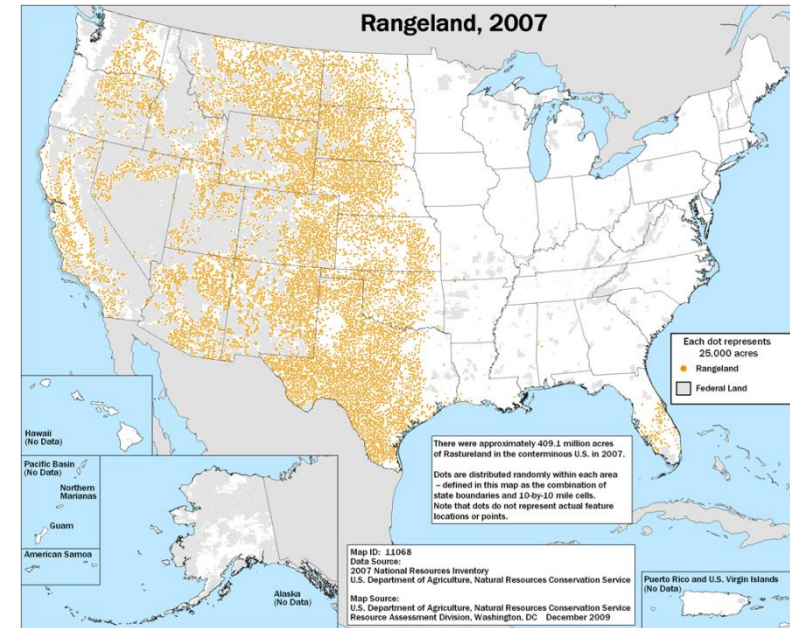 Rangeland, 2007
Each dot represents
25,000 acres
Rangeland
Federal Land
Hawaii
(No Data)
Pacific Basin
(No Data)
Northern
Marianas
Guam
American Samoa
Alaska
(No Data)
There were approximately 409.1 million acres
of Rastureland in the conterminous U.S. in 2007.
Dots are distributed randomly within each area
– defined in this map as the combination of
state boundaries and 10-by-10 mile cells.
Note that dots do not represent actual feature
locations or points.
Map ID: 11068
Data Source:
2007 National Resources Inventory
U.S. Department of Agriculture, Natural Resources Conservation Service
Map Source:
U.S. Department of Agriculture, Natural Resources Conservation Service
Resource Assessment Division, Washington, DC December 2009
Puerto Rico and U.S. Virgin Islands
(No Data)